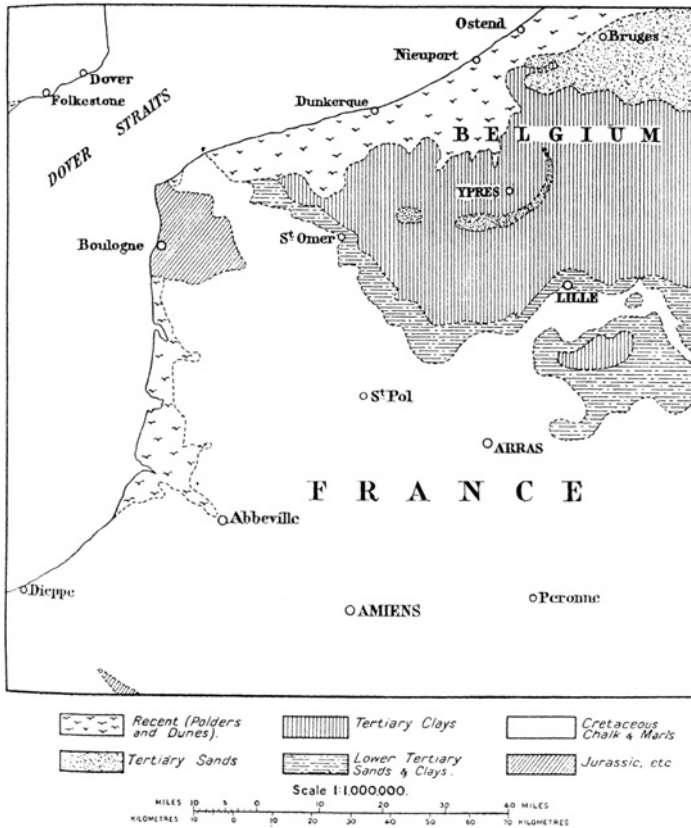 Ostend
Bruges
Nieuport
Dover
Folkestone
Dunkerque
DOVER STRAITS
BELGIUM
YPRES
Boulogne
St Omer
LILLE
St Pol
ARRAS
FRANCE
Abbeville
Dieppe
Peronne
AMIENS
Recent (Polders
and Dunes).
Tertiary Clays
Cretaceous
Chalk & Marls
Tertiary Sands
Lower Tertiary
Sands & Clays.
Jurassic, etc
Scale 1:1,000,000.
MILES 10 5 0 10 20 30 40 MILES
KILOMETRES 10 0 10 20 30 40 50 60 70 KILOMETRES